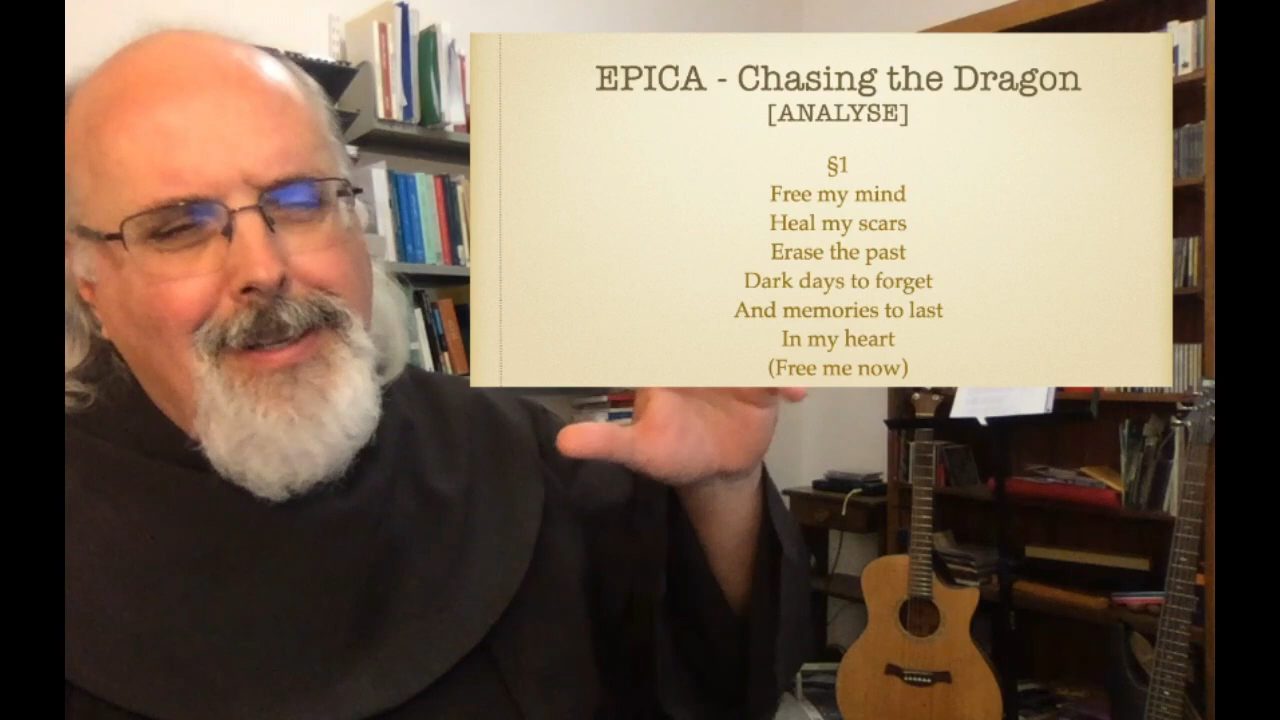 EPICA - Chasing the Dragon
[ANALYSE]
§1
Free my mind
Heal my scars
Erase the past
Dark days to forget
And memories to last
In my heart
(Free me now)